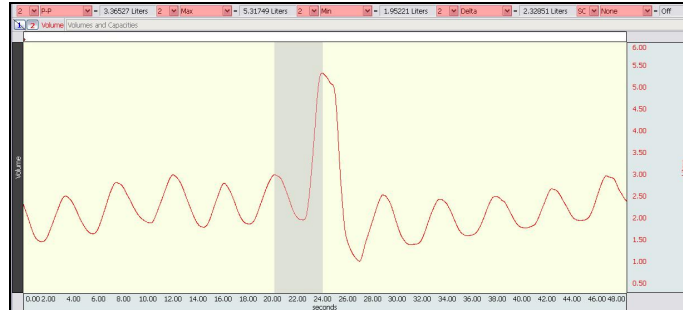 2 P-P = 3.36527 Liters 2 Max = 5.31749 Liters 2 Min = 1.95221 Liters 2 Delta = 2.32851 Liters SC None = Off
1 2 Volume Volumes and Capacities
Volume
6.00
5.50
5.00
4.50
4.00
3.50
3.00
2.50
2.00
1.50
1.00
0.50
0.00 2.00 4.00 6.00 8.00 10.00 12.00 14.00 16.00 18.00 20.00 22.00 24.00 26.00 28.00 30.00 32.00 34.00 36.00 38.00 40.00 42.00 44.00 46.00 48.00
seconds